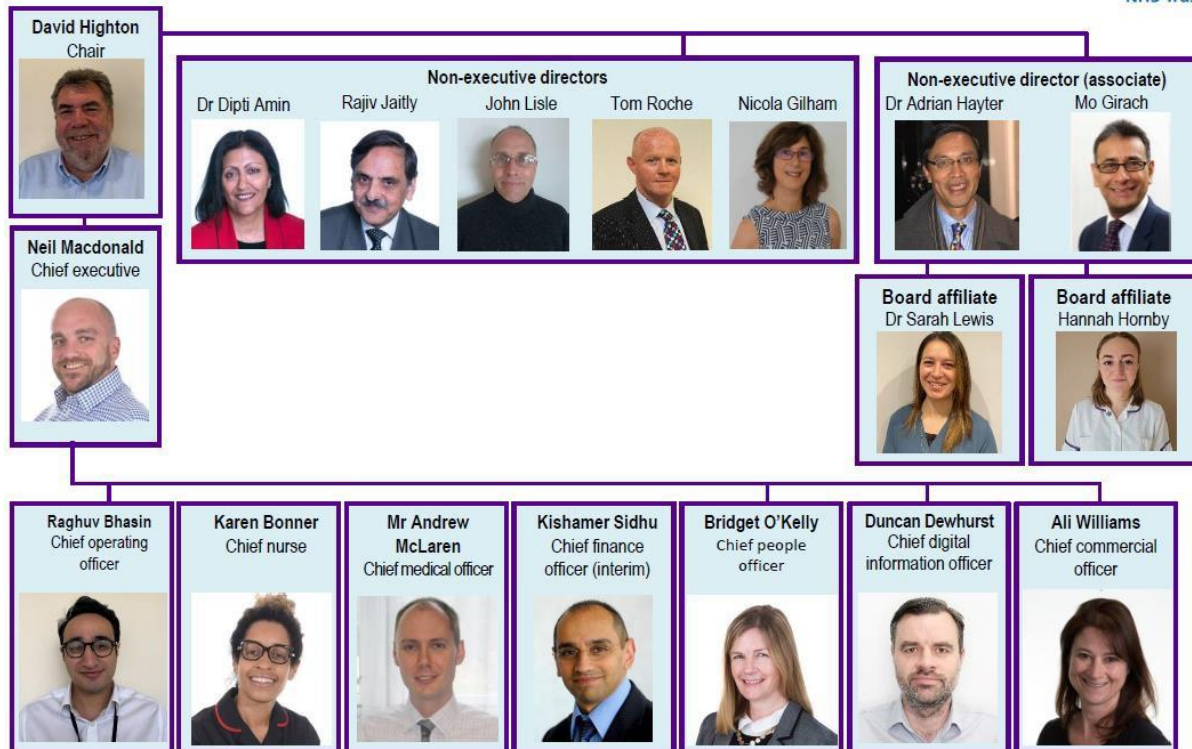 David Highton
Chair
Non-executive directors
Dr Dipti Amin
Rajiv Jaitly
John Lisle
Tom Roche
Nicola Gilham
Non-executive director (associate)
Dr Adrian Hayter
Mo Girach
Neil Macdonald
Chief executive
Board affiliate
Dr Sarah Lewis
Board affiliate
Hannah Hornby
Raghuv Bhasin
Chief operating
officer
Karen Bonner
Chief nurse
Mr Andrew
McLaren
Chief medical officer
Kishamer Sidhu
Chief finance
officer (interim)
Bridget O'Kelly
Chief people
officer
Duncan Dewhurst
Chief digital
information officer
Ali Williams
Chief commercial
officer